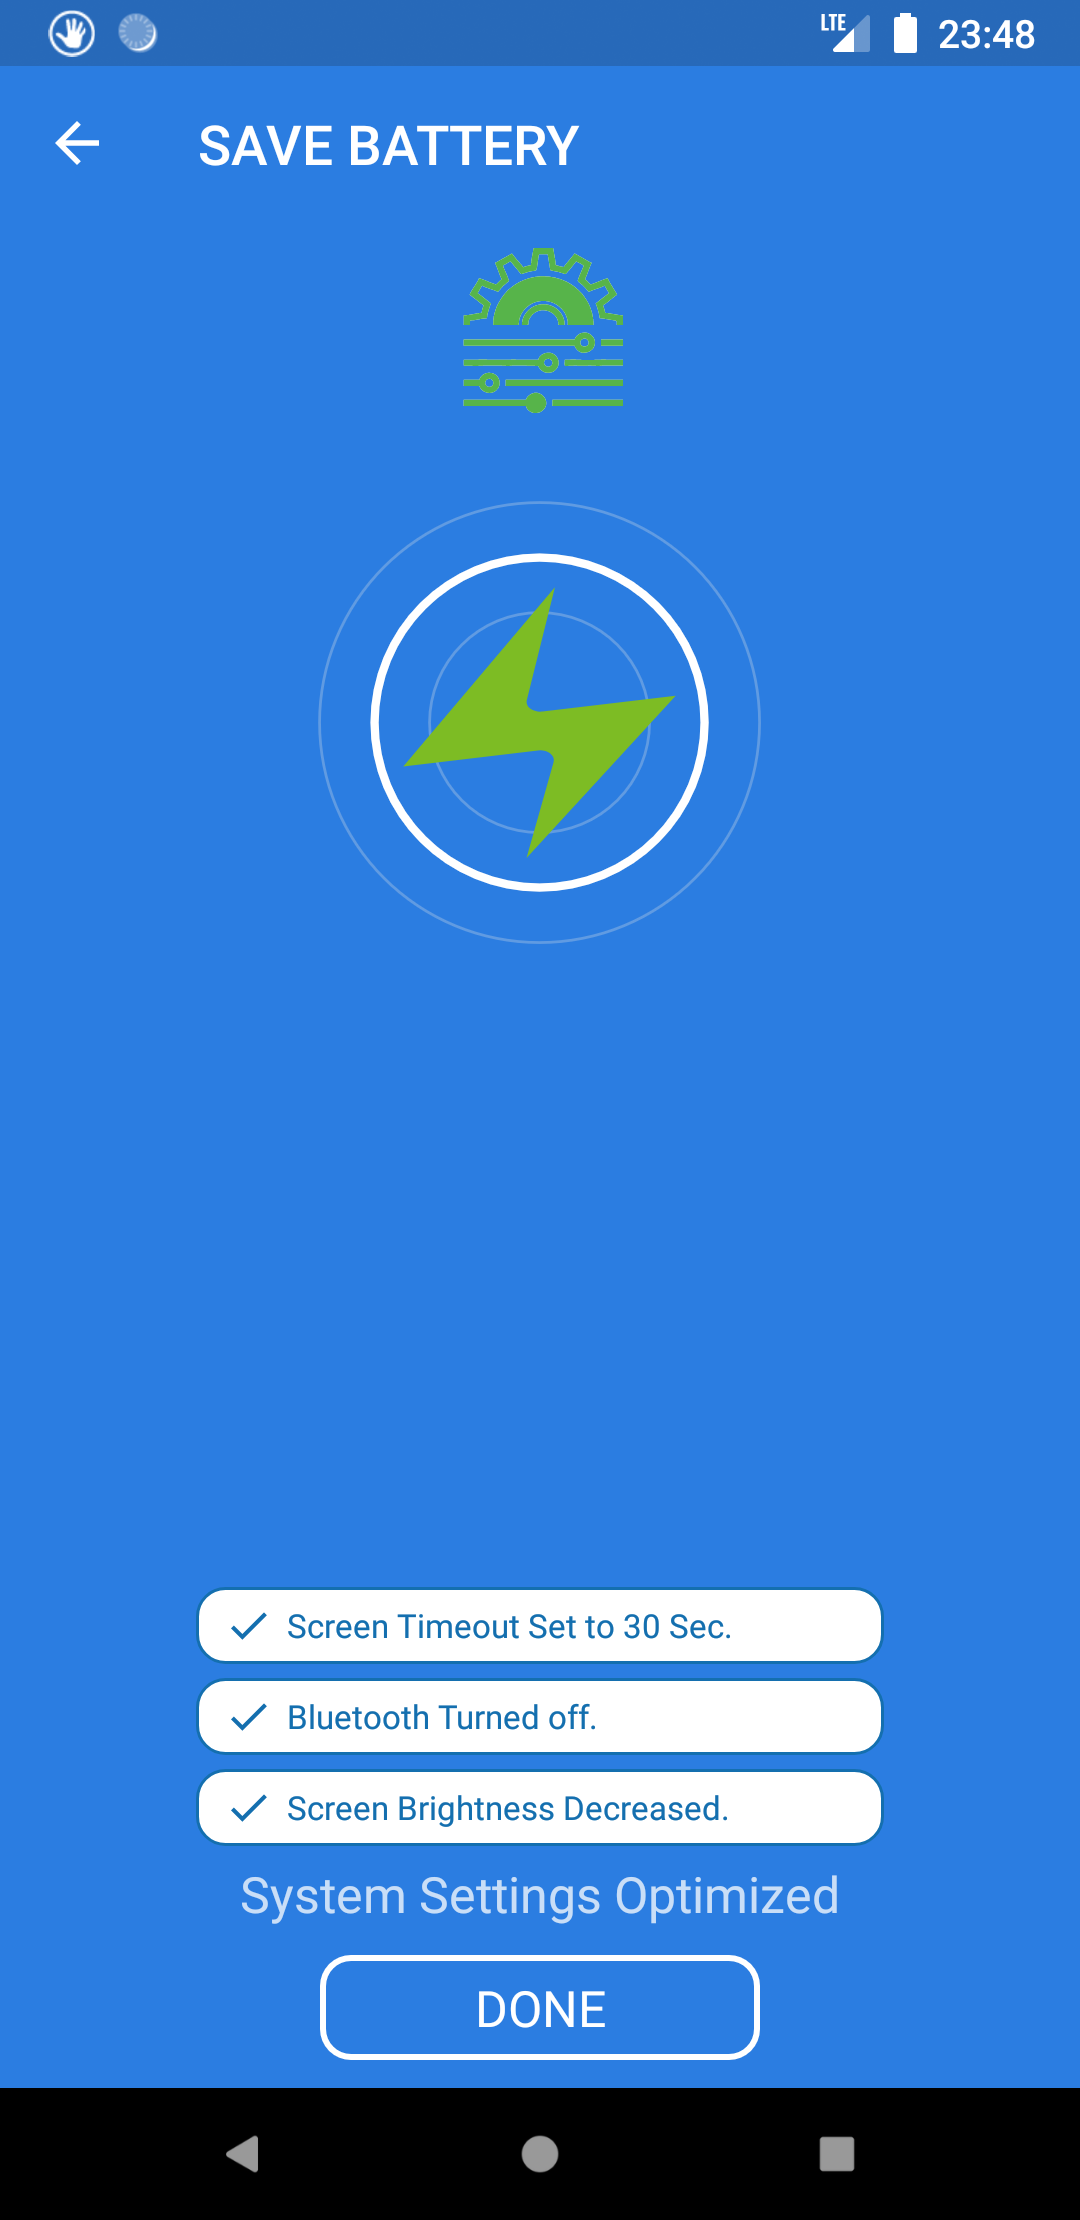 LTE 23:48
SAVE BATTERY
Screen Timeout Set to 30 Sec.
Bluetooth Turned off.
Screen Brightness Decreased.
System Settings Optimized
DONE